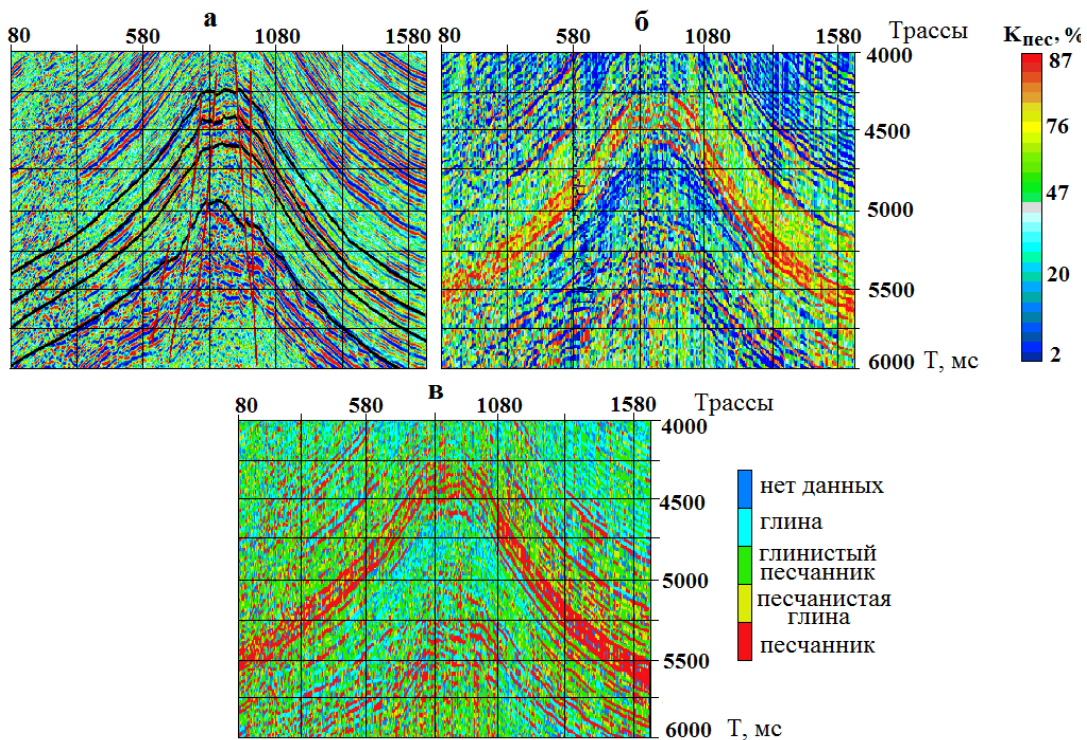 а
б
80 580 1080 1580
80 580 1080 1580
Трассы
Kпес, %
4000
4500
5000
5500
6000 Т, мс
87
76
47
20
2
в
80 580 1080 1580
Трассы
4000
4500
5000
5500
6000 Т, мс
нет данных
глина
глинистый
песчанник
песчанистая
глина
песчанник